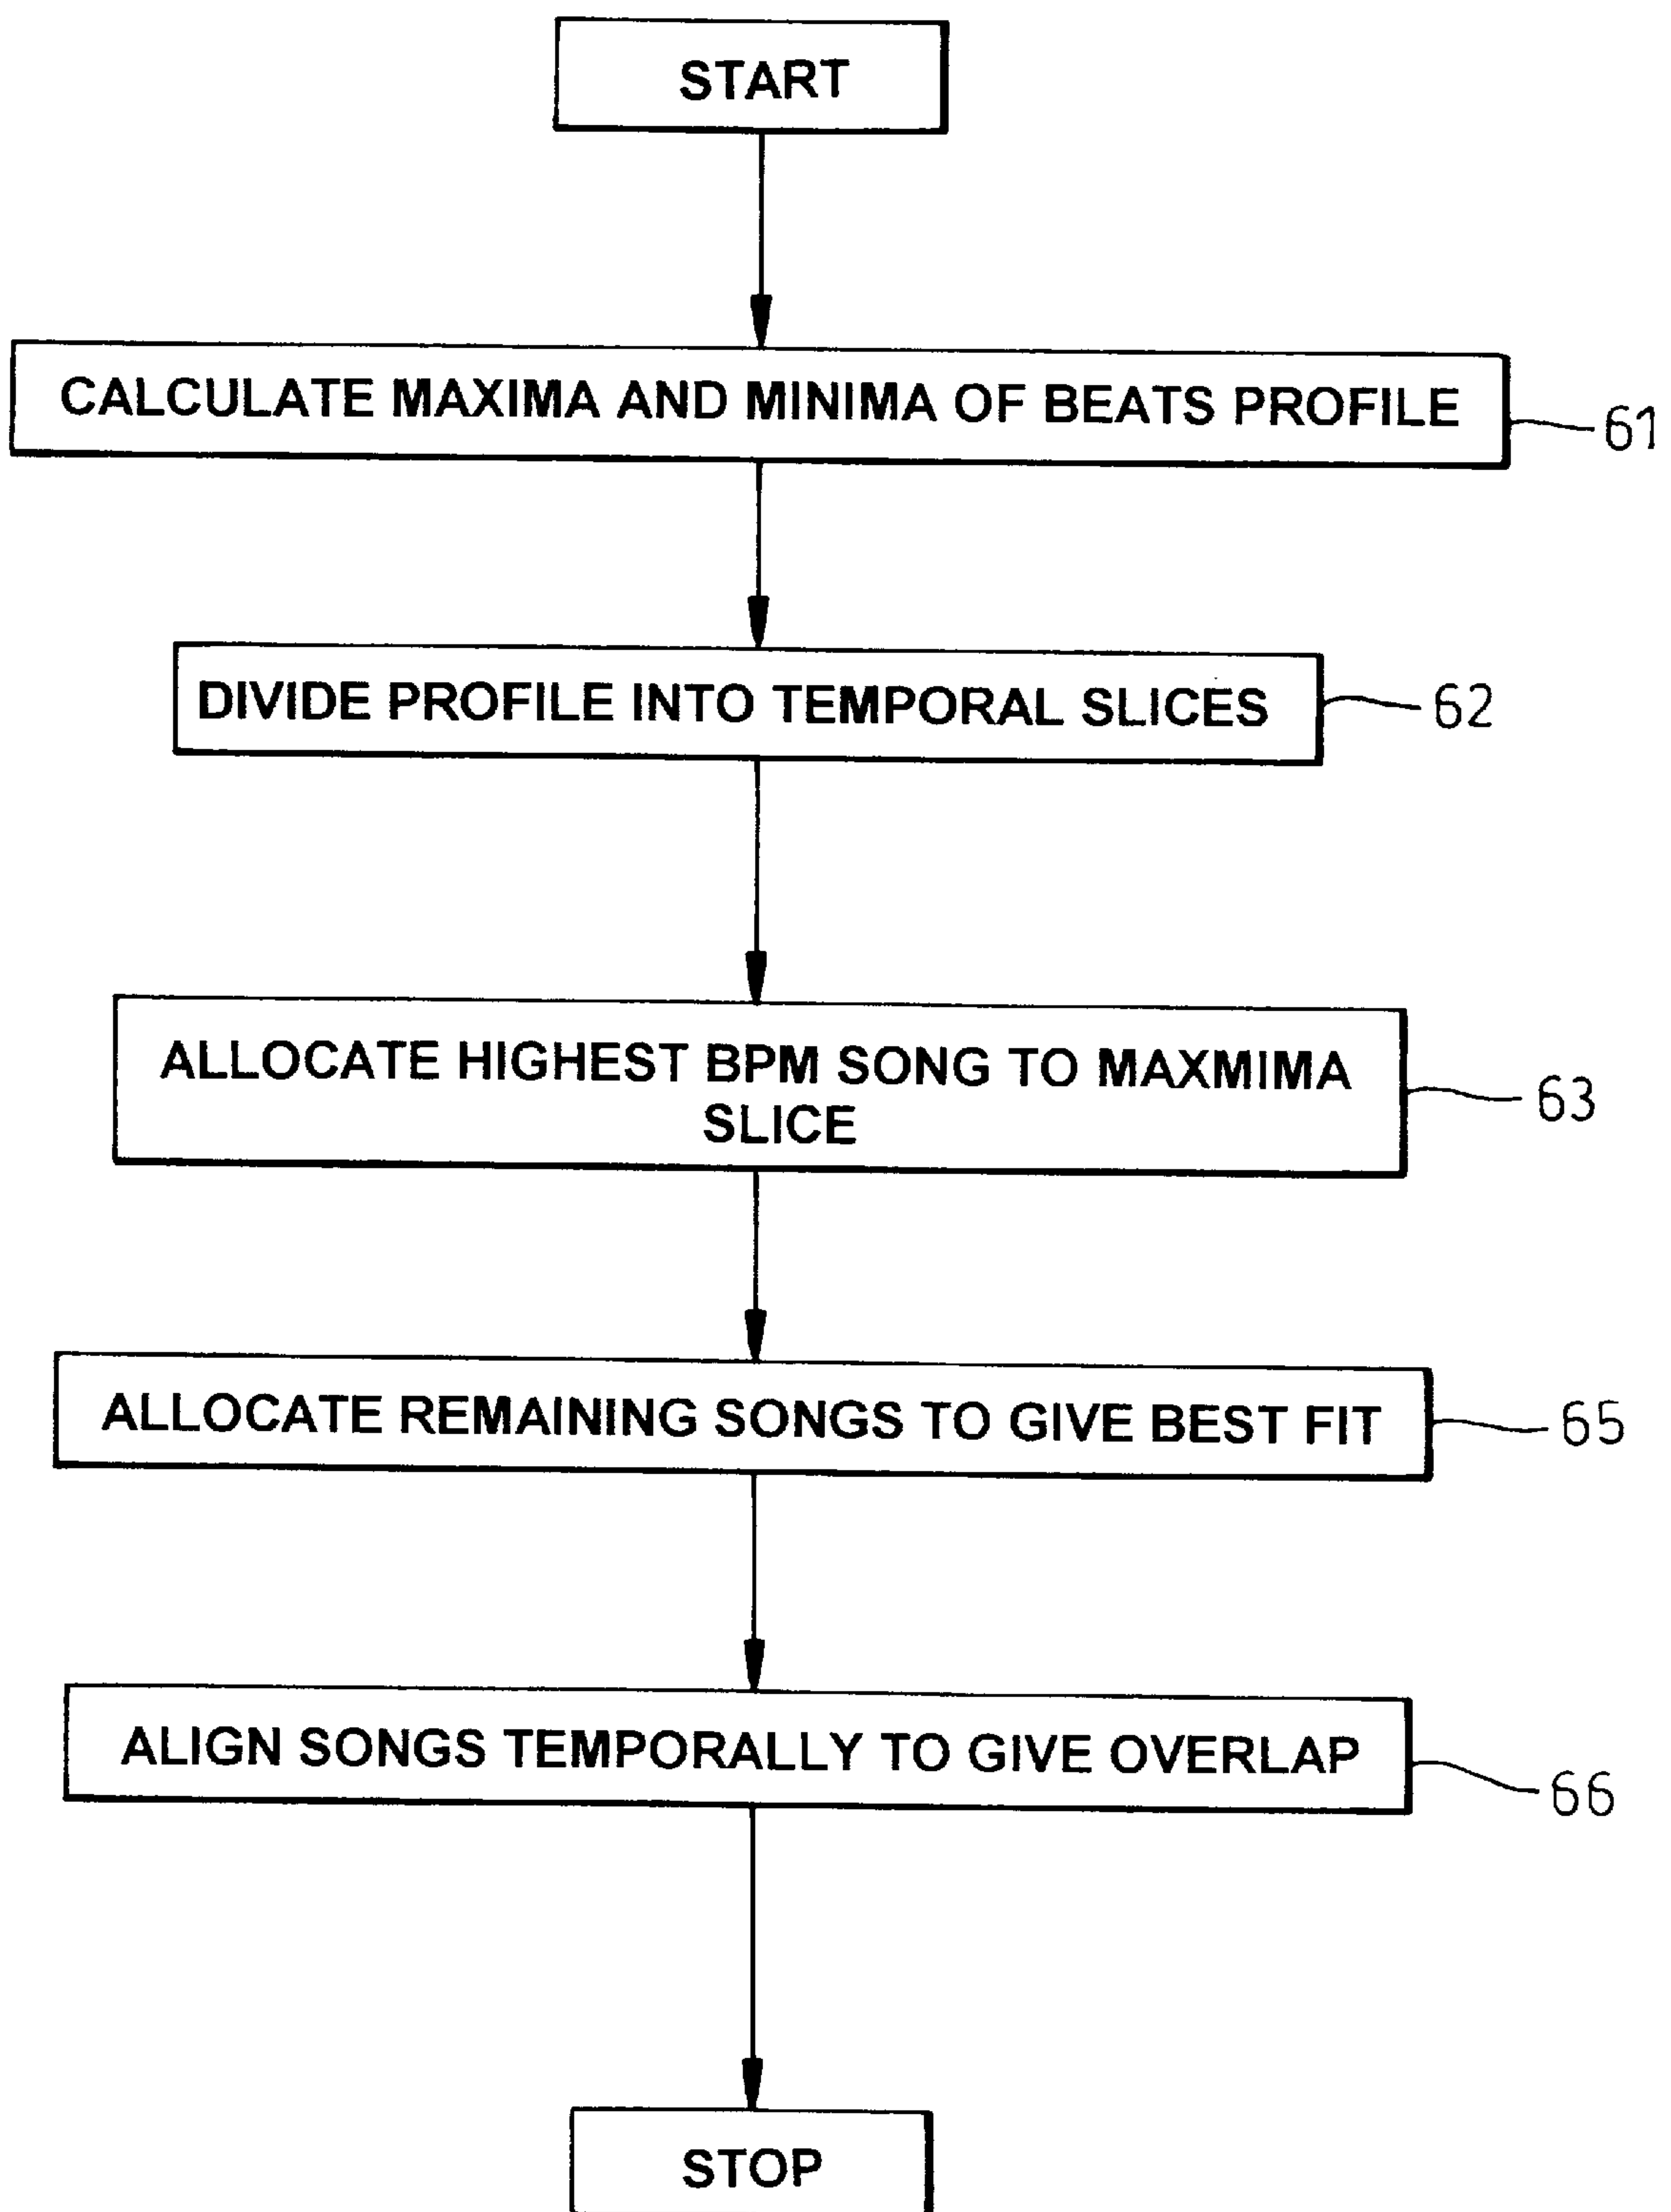 START
CALCULATE MAXIMA AND MINIMA OF BEATS PROFILE
61
DIVIDE PROFILE INTO TEMPORAL SLICES
62
ALLOCATE HIGHEST BPM SONG TO MAXMIMA
SLICE
63
ALLOCATE REMAINING SONGS TO GIVE BEST FIT
65
ALIGN SONGS TEMPORALLY TO GIVE OVERLAP
66
STOP